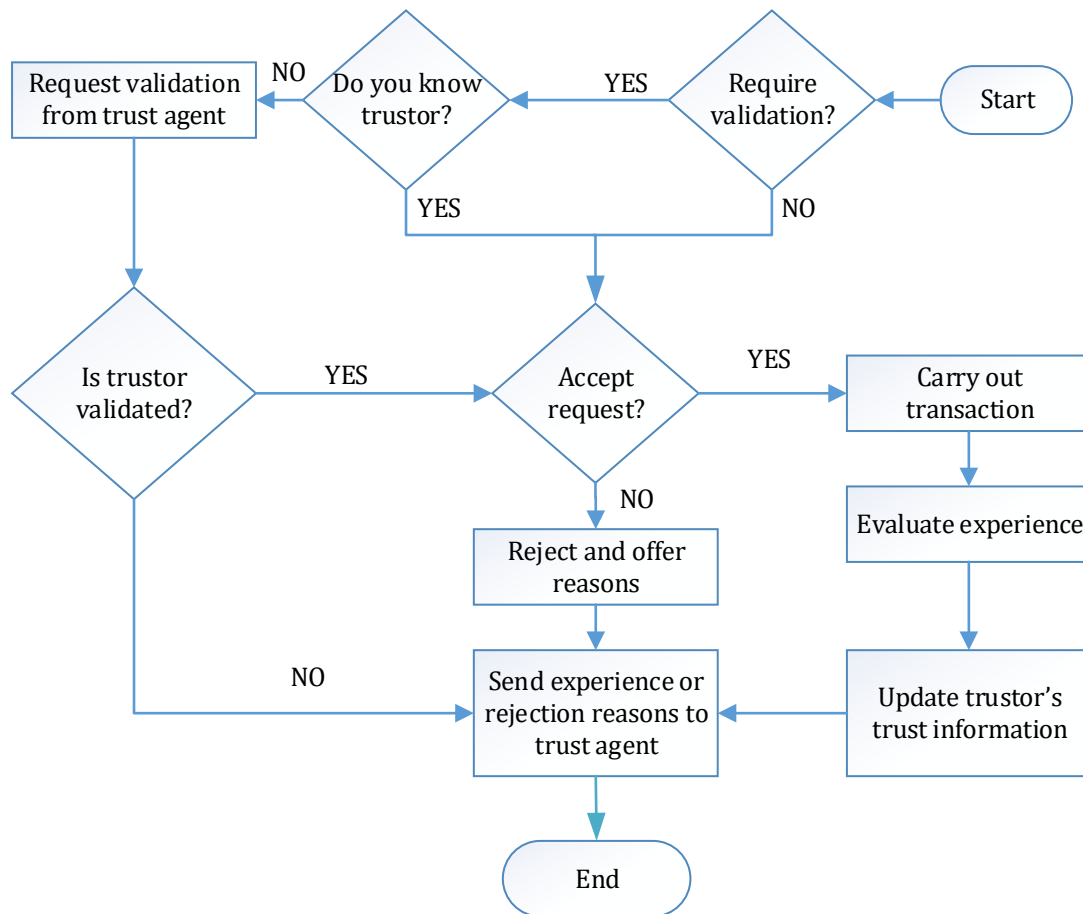 Request validation
from trust agent
NO
Do you know
trustor?
YES
Require
validation?
Start
YES
NO
Is trustor
validated?
YES
Accept
request?
YES
Carry out
transaction
NO
Evaluate experience
Reject and offer
reasons
NO
Send experience or
rejection reasons to
trust agent
Update trustor’s
trust information
End